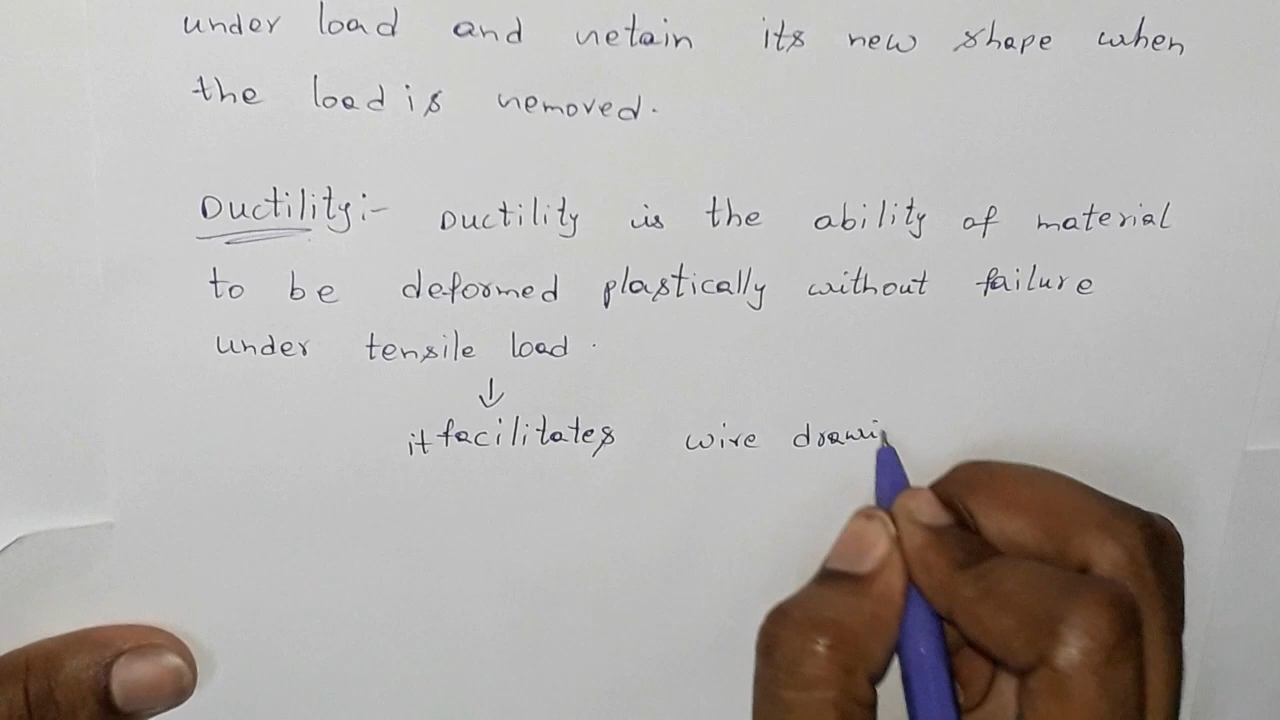 under load and retain its new shape when
the load is removed.
Ductility:- Ductility is the ability of material
to be deformed plastically without failure
under tensile load.
↓
it facilitates wire drawi